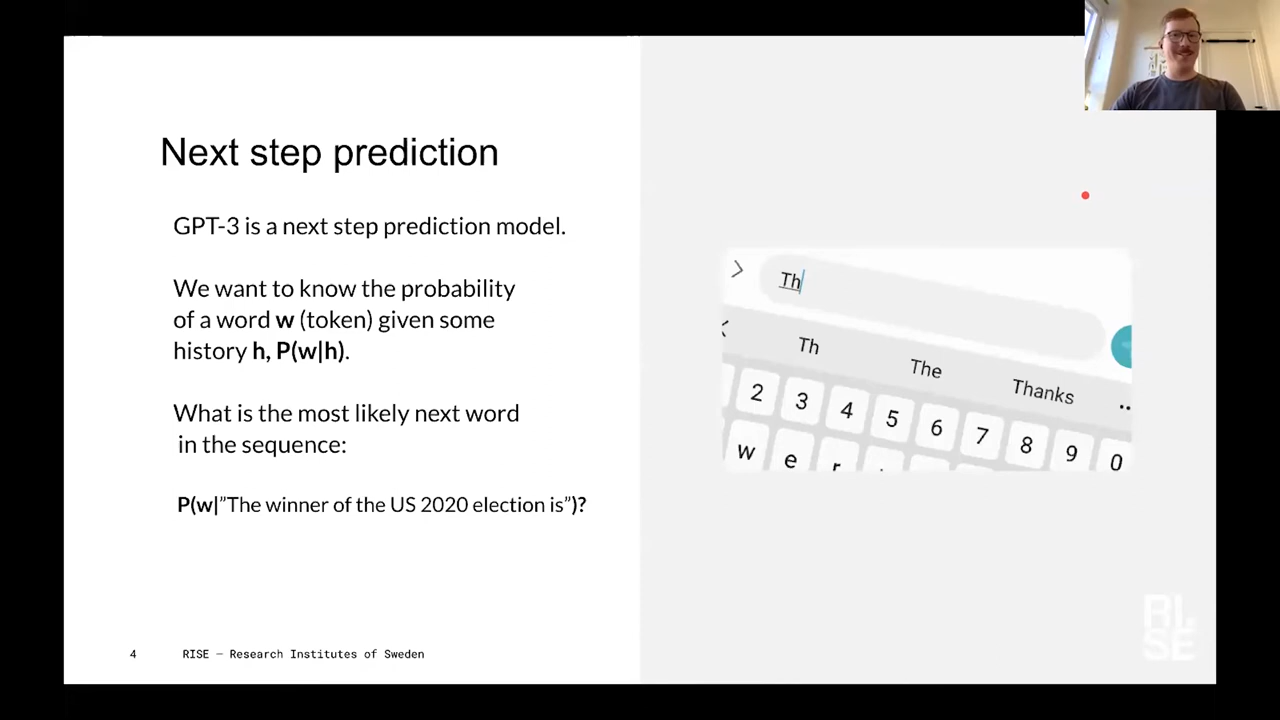 Next step prediction
GPT-3 is a next step prediction model.
We want to know the probability
of a word w (token) given some
history h, P(w|h).
What is the most likely next word
in the sequence:
P(w|”The winner of the US 2020 election is”)?
Th
Th The Thanks ..
2 3 4 5 6 7 8 9 0
w e r
4 RISE — Research Institutes of Sweden
RI.
SE